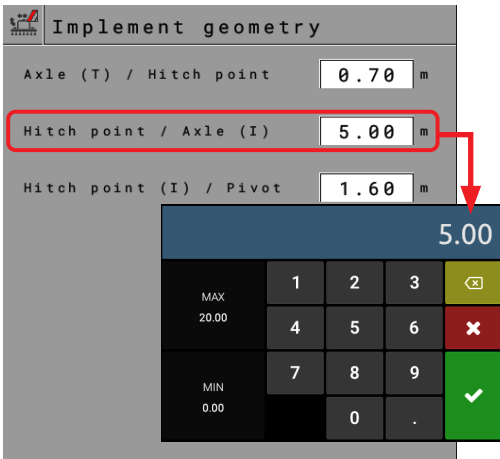 Implement geometry
Axle (T) / Hitch point 0.70 m
Hitch point / Axle (I) 5.00 m
Hitch point (I) / Pivot 1.60 m
5.00
MAX
20.00
1 2 3
4 5 6
MIN
0.00
7 8 9
0 .